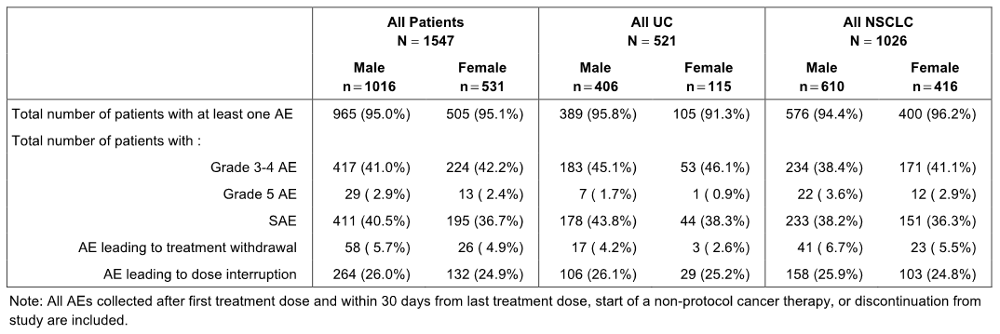 All Patients All UC All NSCLC
N = 1547 N = 521 N = 1026
Male Female Male Female Male Female
n=1016 n=531 n=406 n=115 n=610 n=416
Total number of patients with at least one AE 965 (95.0%) 505 (95.1%) 389 (95.8%) 105 (91.3%) 576 (94.4%) 400 (96.2%)
Total number of patients with :
Grade 3-4 AE 417 (41.0%) 224 (42.2%) 183 (45.1%) 53 (46.1%) 234 (38.4%) 171 (41.1%)
Grade 5 AE 29 ( 2.9%) 13 ( 2.4%) 7 ( 1.7%) 1 ( 0.9%) 22 ( 3.6%) 12 ( 2.9%)
SAE 411 (40.5%) 195 (36.7%) 178 (43.8%) 44 (38.3%) 233 (38.2%) 151 (36.3%)
AE leading to treatment withdrawal 58 ( 5.7%) 26 ( 4.9%) 17 ( 4.2%) 3 ( 2.6%) 41 ( 6.7%) 23 ( 5.5%)
AE leading to dose interruption 264 (26.0%) 132 (24.9%) 106 (26.1%) 29 (25.2%) 158 (25.9%) 103 (24.8%)
Note: All AEs collected after first treatment dose and within 30 days from last treatment dose, start of a non-protocol cancer therapy, or discontinuation from
study are included.